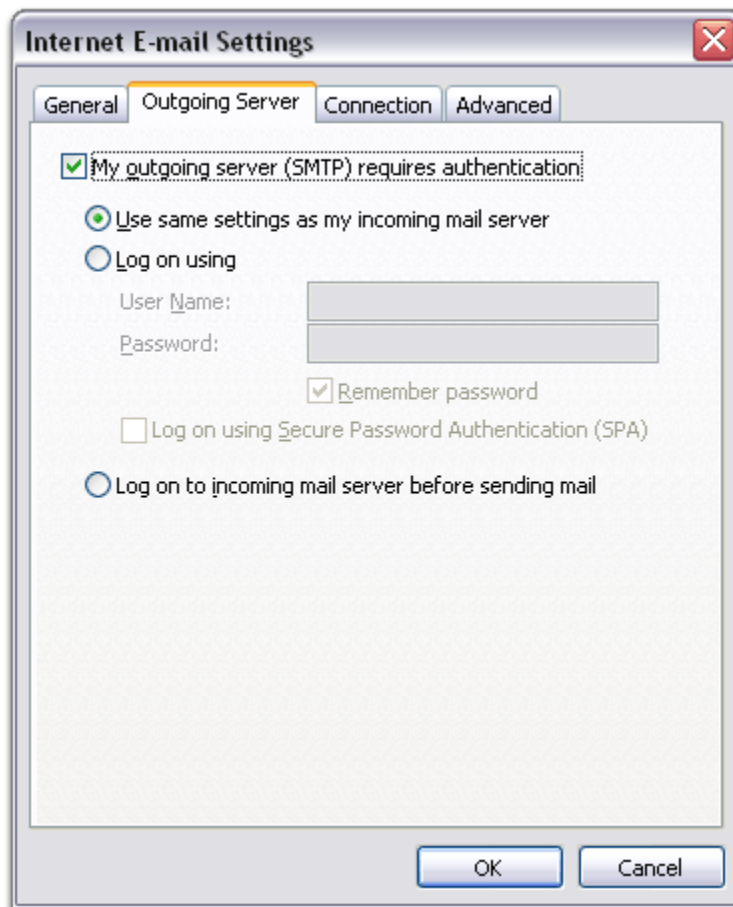 Internet E-mail Settings
General Outgoing Server Connection Advanced
My outgoing server (SMTP) requires authentication
Use same settings as my incoming mail server
Log on using
User Name:
Password:
Remember password
Log on using Secure Password Authentication (SPA)
Log on to incoming mail server before sending mail
OK Cancel